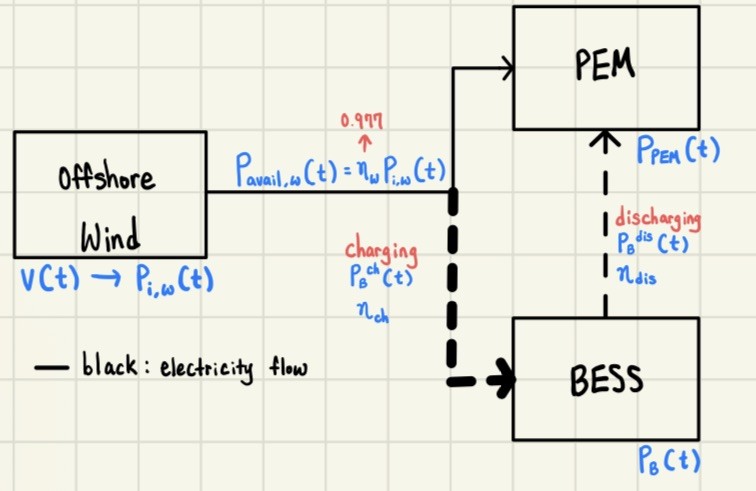 PEM
0.977
↑
P_avail,w(t) = η_w P_i,w(t)
P_PEM(t)
Offshore
Wind
V(t) → P_i,w(t)
charging
P_B^ch(t)
η_ch
discharging
P_B^dis(t)
η_dis
— black: electricity flow
BESS
P_B(t)